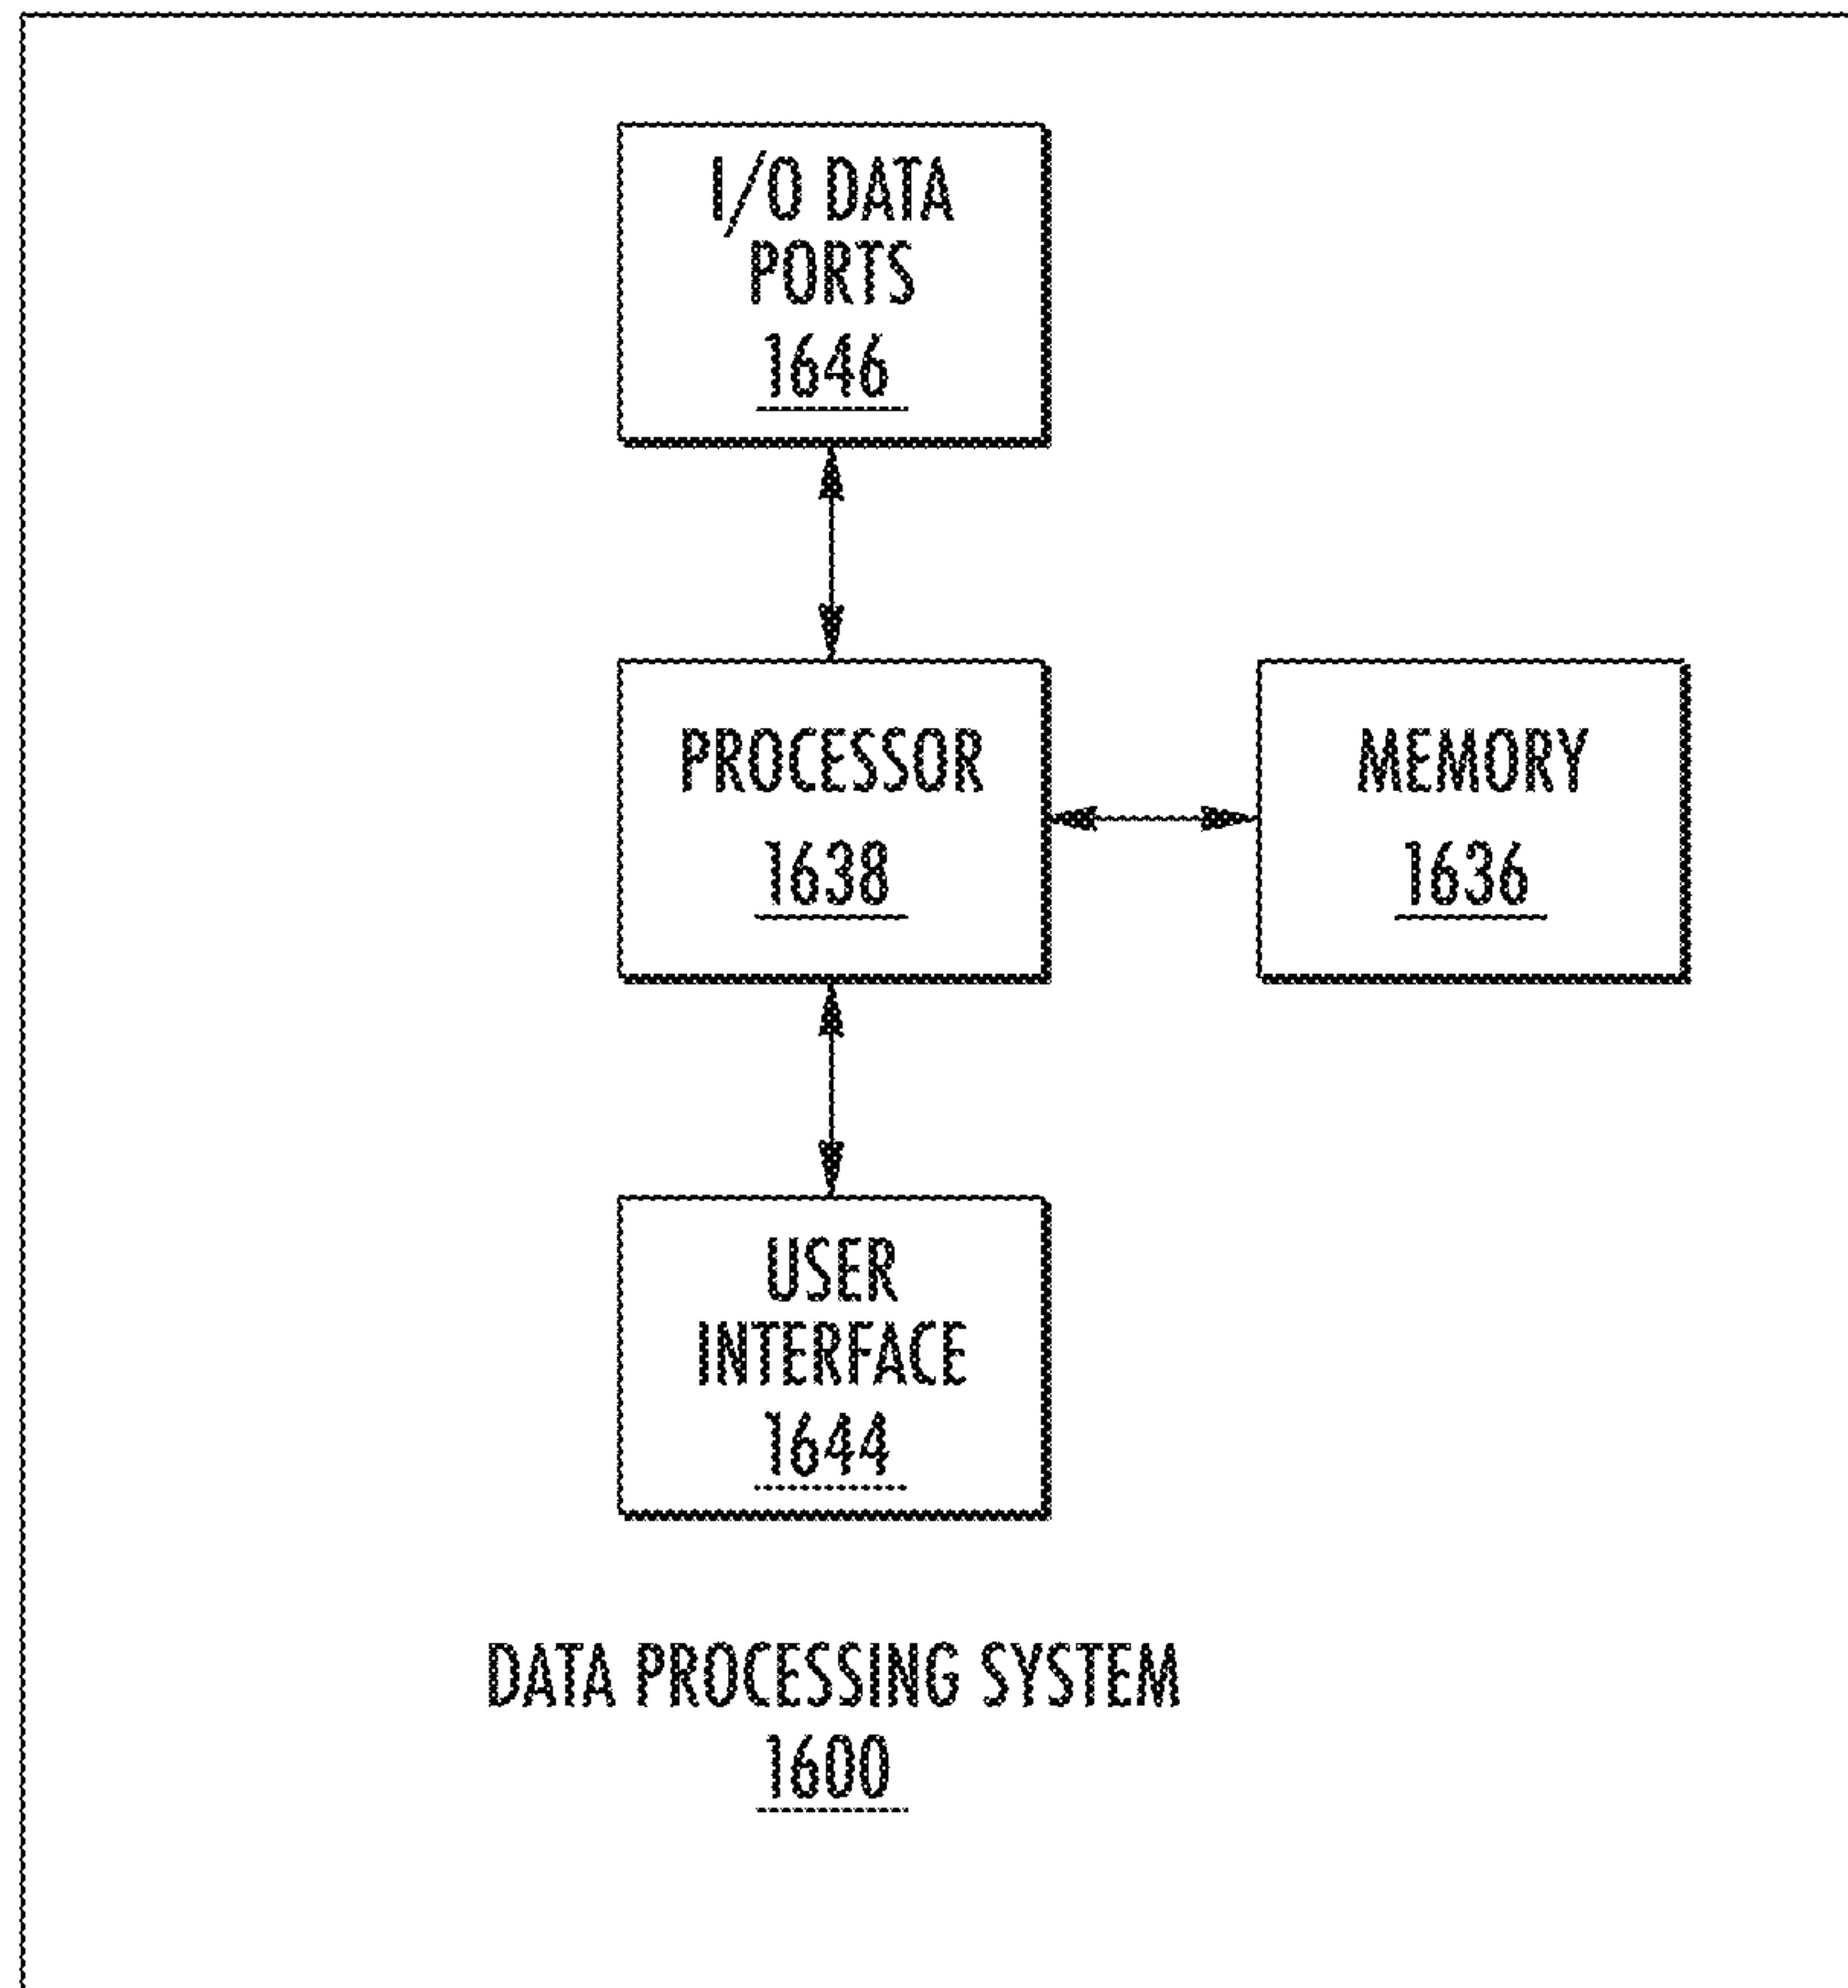 I/O DATA
PORTS
1646
PROCESSOR
1638
MEMORY
1636
USER
INTERFACE
1644
DATA PROCESSING SYSTEM
1600